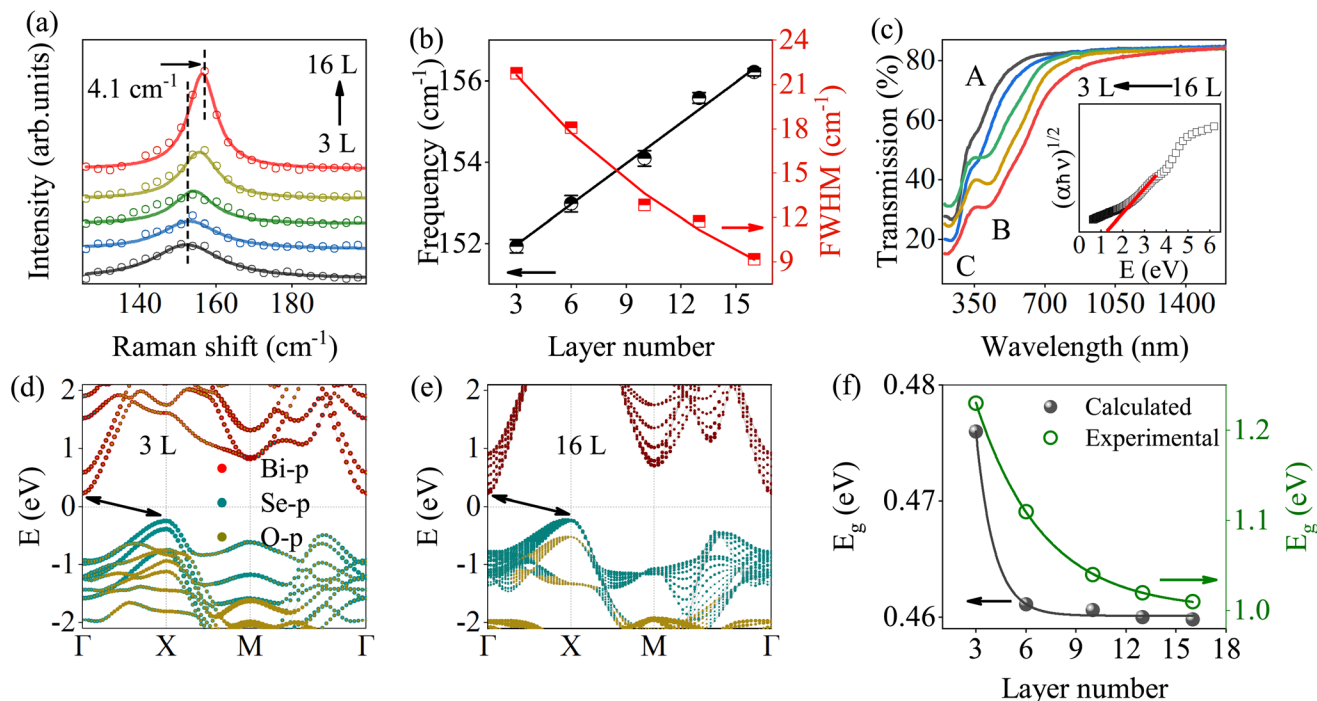 (a)
Intensity (arb.units)
4.1 cm⁻¹
16 L
3 L
140 160 180
Raman shift (cm⁻¹)
(b)
Frequency (cm⁻¹)
156
154
152
24
21
18
15
12
9
FWHM (cm⁻¹)
3 6 9 12 15
Layer number
(c)
Transmission (%)
80
60
40
20
A
B
C
3 L 16 L
(αhν)^1/2
0 1 2 3 4 5 6
E (eV)
350 700 1050 1400
Wavelength (nm)
(d)
E (eV)
2
1
0
-1
-2
3 L
Bi-p
Se-p
O-p
Γ X M Γ
(e)
E (eV)
2
1
0
-1
-2
16 L
Γ X M Γ
(f)
E_g (eV)
0.48
0.47
0.46
Calculated
Experimental
1.2
1.1
1.0
E_g (eV)
3 6 9 12 15 18
Layer number